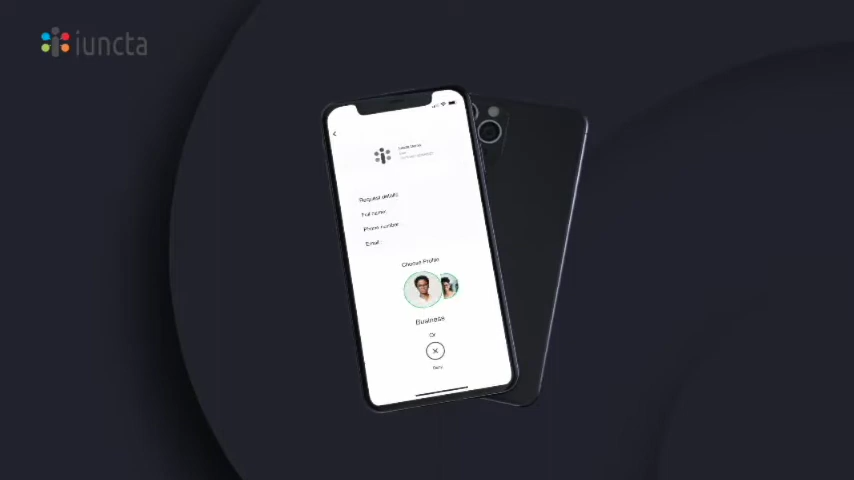 iuncta
Request details
Full name
Phone number
Email
Choose Profile
Business
Or